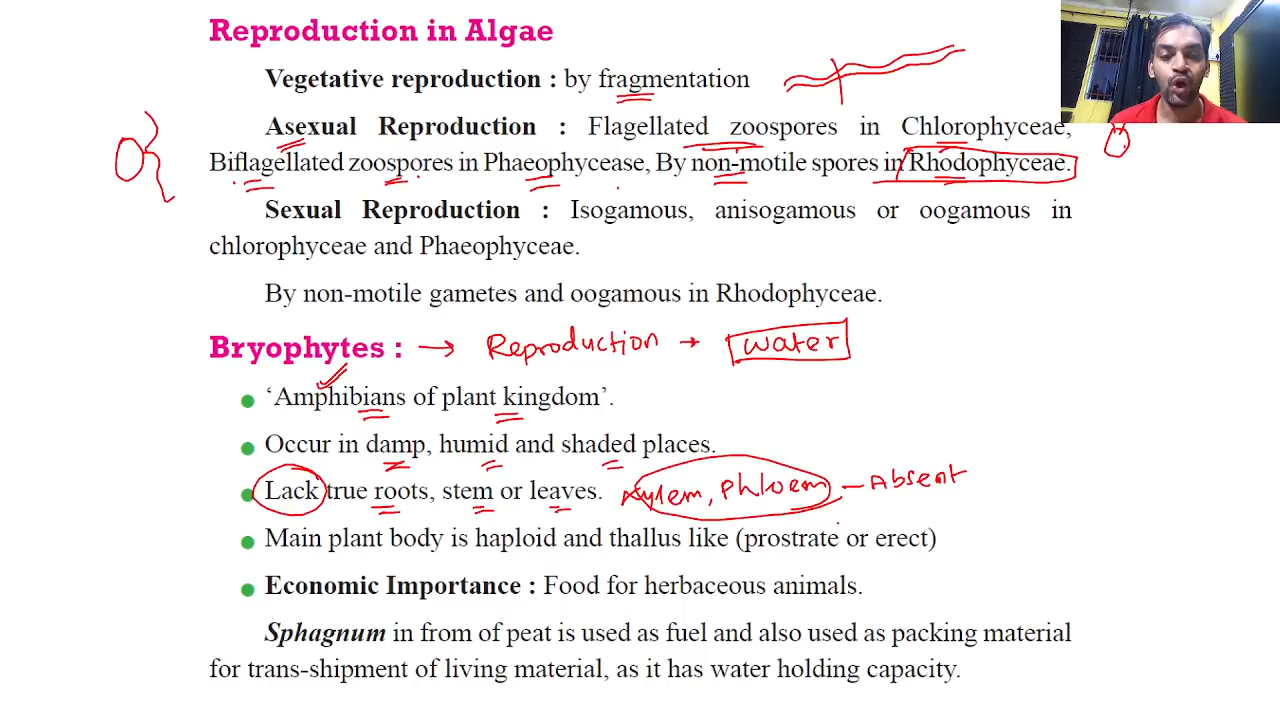 Reproduction in Algae
Vegetative reproduction : by fragmentation
Asexual Reproduction : Flagellated zoospores in Chlorophyceae,
Biflagellated zoospores in Phaeophycease, By non-motile spores in Rhodophyceae.
Sexual Reproduction : Isogamous, anisogamous or oogamous in
chlorophyceae and Phaeophyceae.
By non-motile gametes and oogamous in Rhodophyceae.
Bryophytes : → Reproduction → water
• ‘Amphibians of plant kingdom’.
• Occur in damp, humid and shaded places.
• Lack true roots, stem or leaves. xylem, Phloem – Absent
• Main plant body is haploid and thallus like (prostrate or erect)
• Economic Importance : Food for herbaceous animals.
Sphagnum in from of peat is used as fuel and also used as packing material
for trans-shipment of living material, as it has water holding capacity.